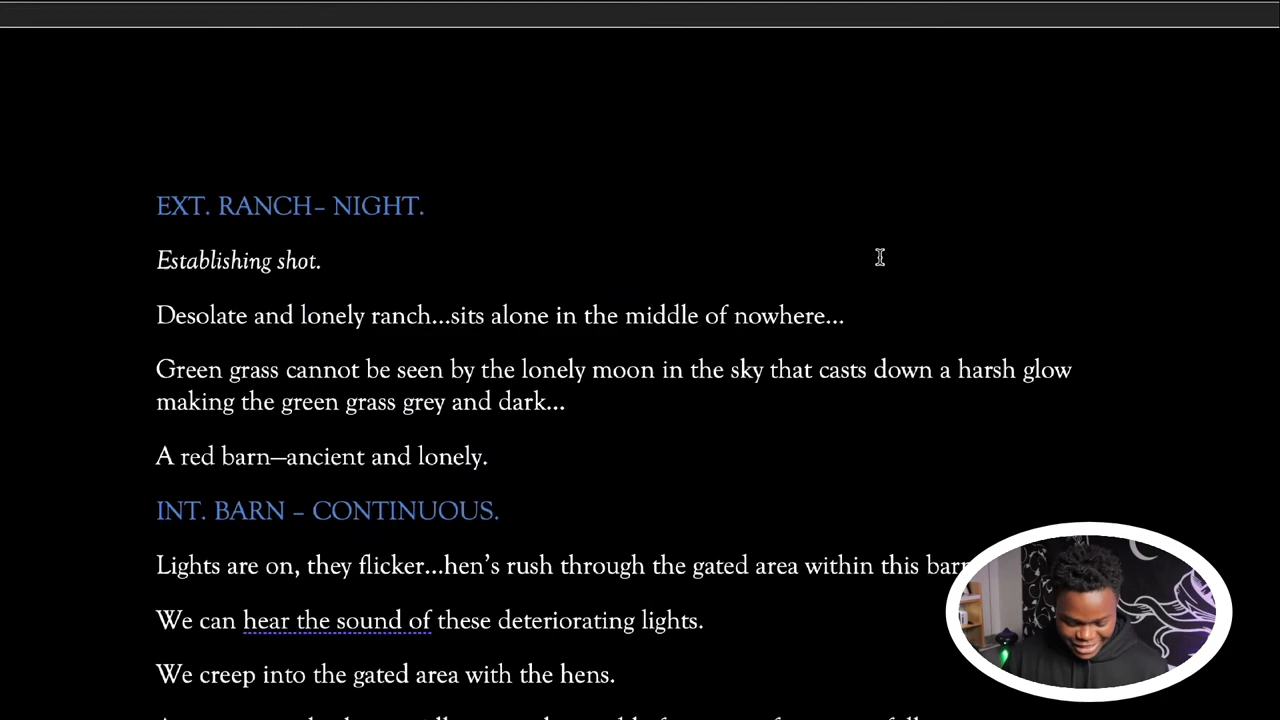 EXT. RANCH– NIGHT.
Establishing shot.
Desolate and lonely ranch…sits alone in the middle of nowhere…
Green grass cannot be seen by the lonely moon in the sky that casts down a harsh glow
making the green grass grey and dark…
A red barn—ancient and lonely.
INT. BARN – CONTINUOUS.
Lights are on, they flicker…hen’s rush through the gated area within this
We can hear the sound of these deteriorating lights.
We creep into the gated area with the hens.